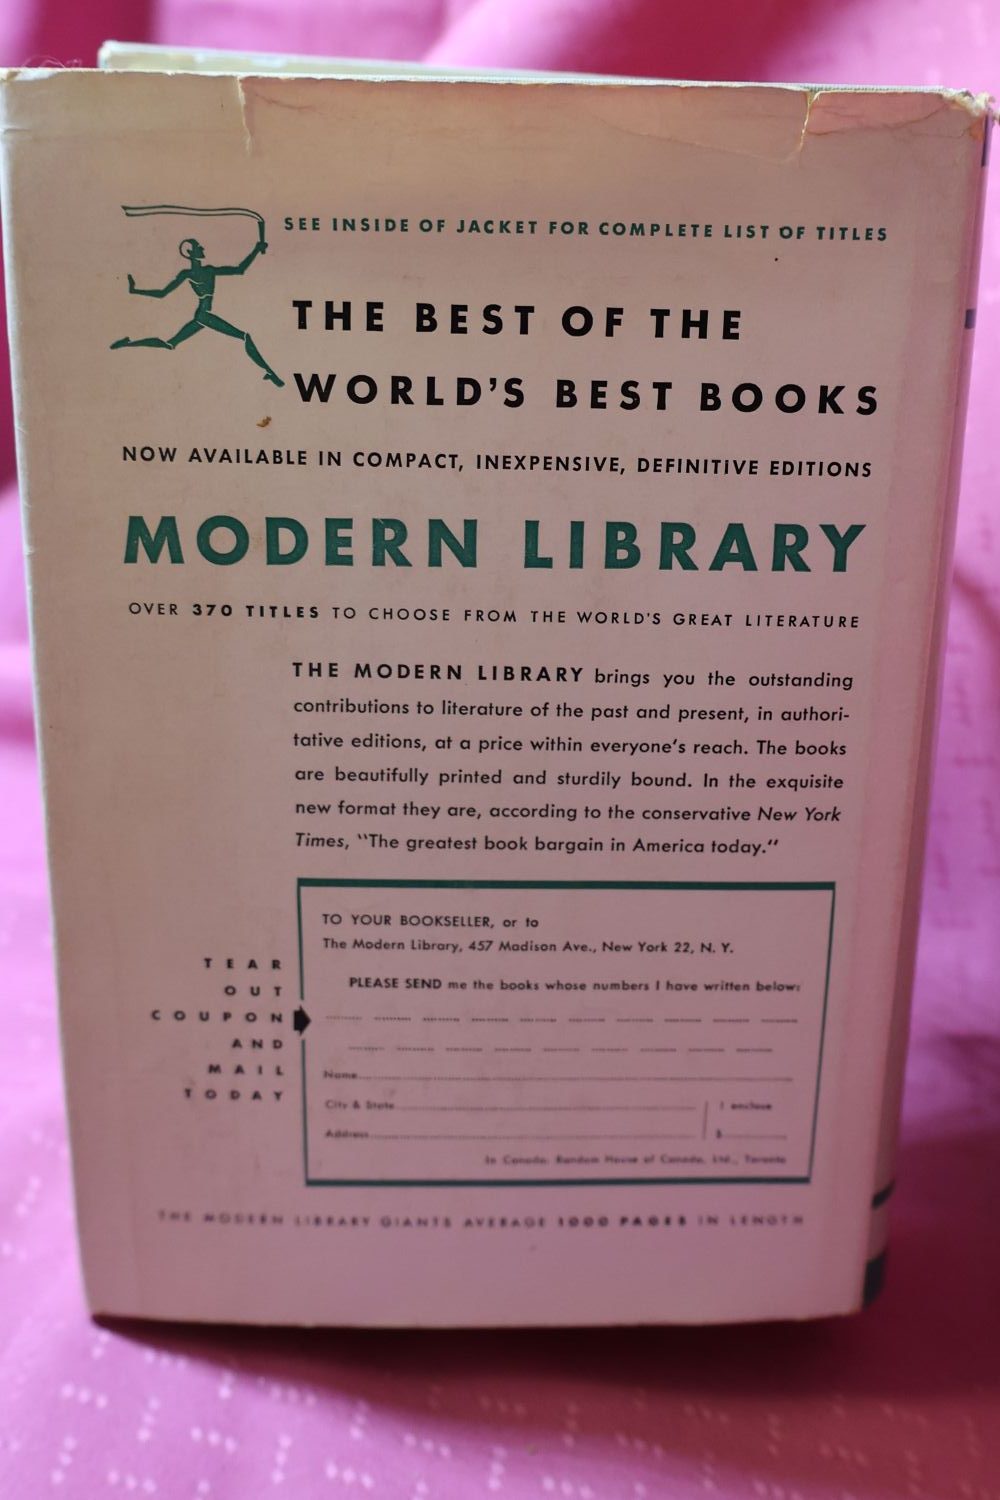 SEE INSIDE OF JACKET FOR COMPLETE LIST OF TITLES
THE BEST OF THE
WORLD'S BEST BOOKS
NOW AVAILABLE IN COMPACT, INEXPENSIVE, DEFINITIVE EDITIONS
MODERN LIBRARY
OVER 370 TITLES TO CHOOSE FROM THE WORLD'S GREAT LITERATURE
THE MODERN LIBRARY brings you the outstanding
contributions to literature of the past and present, in authori-
tative editions, at a price within everyone's reach. The books
are beautifully printed and sturdily bound. In the exquisite
new format they are, according to the conservative New York
Times, "The greatest book bargain in America today."
TEAR
OUT
COUPON
AND
MAIL
TODAY
TO YOUR BOOKSELLER, or to
The Modern Library, 457 Madison Ave., New York 22, N. Y.
PLEASE SEND me the books whose numbers I have written below:
Name
City & State
I enclose
Address
$
In Canada: Random House of Canada, Ltd., Toronto
THE MODERN LIBRARY GIANTS AVERAGE 1000 PAGES IN LENGTH